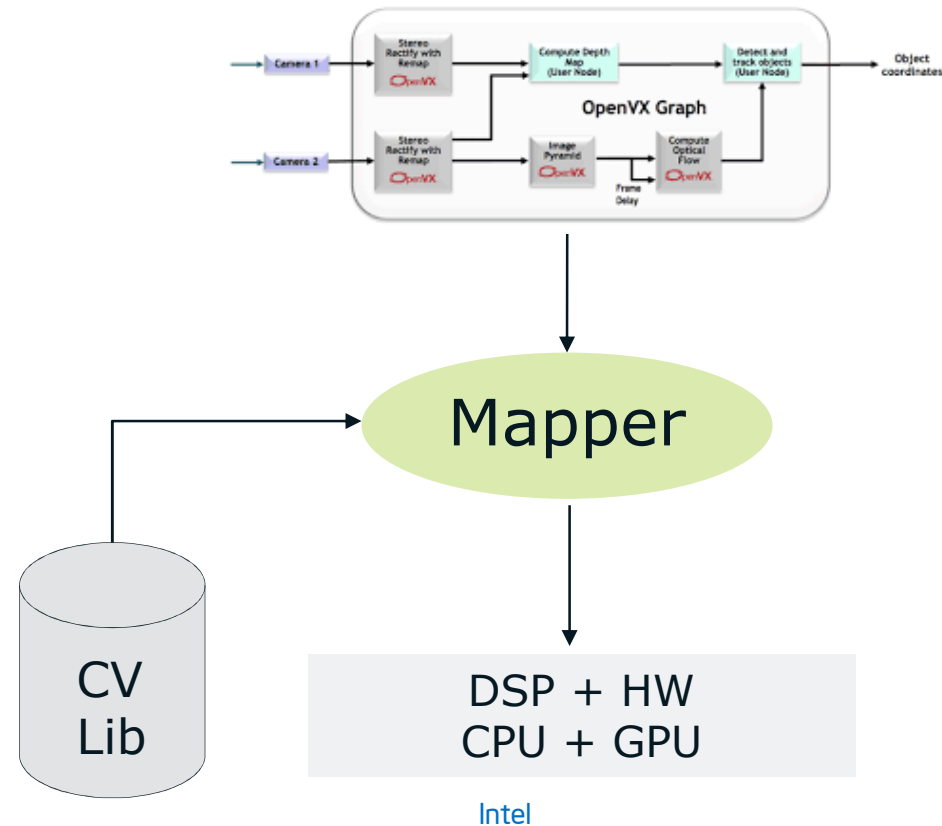 Camera 1
Stereo
Rectify with
Remap
OpenVX
Compute Depth
Map
(User Node)
Detect and
track objects
(User Node)
Object
coordinates
OpenVX Graph
Camera 2
Stereo
Rectify with
Remap
OpenVX
Image
Pyramid
OpenVX
Frame
Delay
Compute
Optical
Flow
OpenVX
Mapper
CV
Lib
DSP + HW
CPU + GPU
Intel